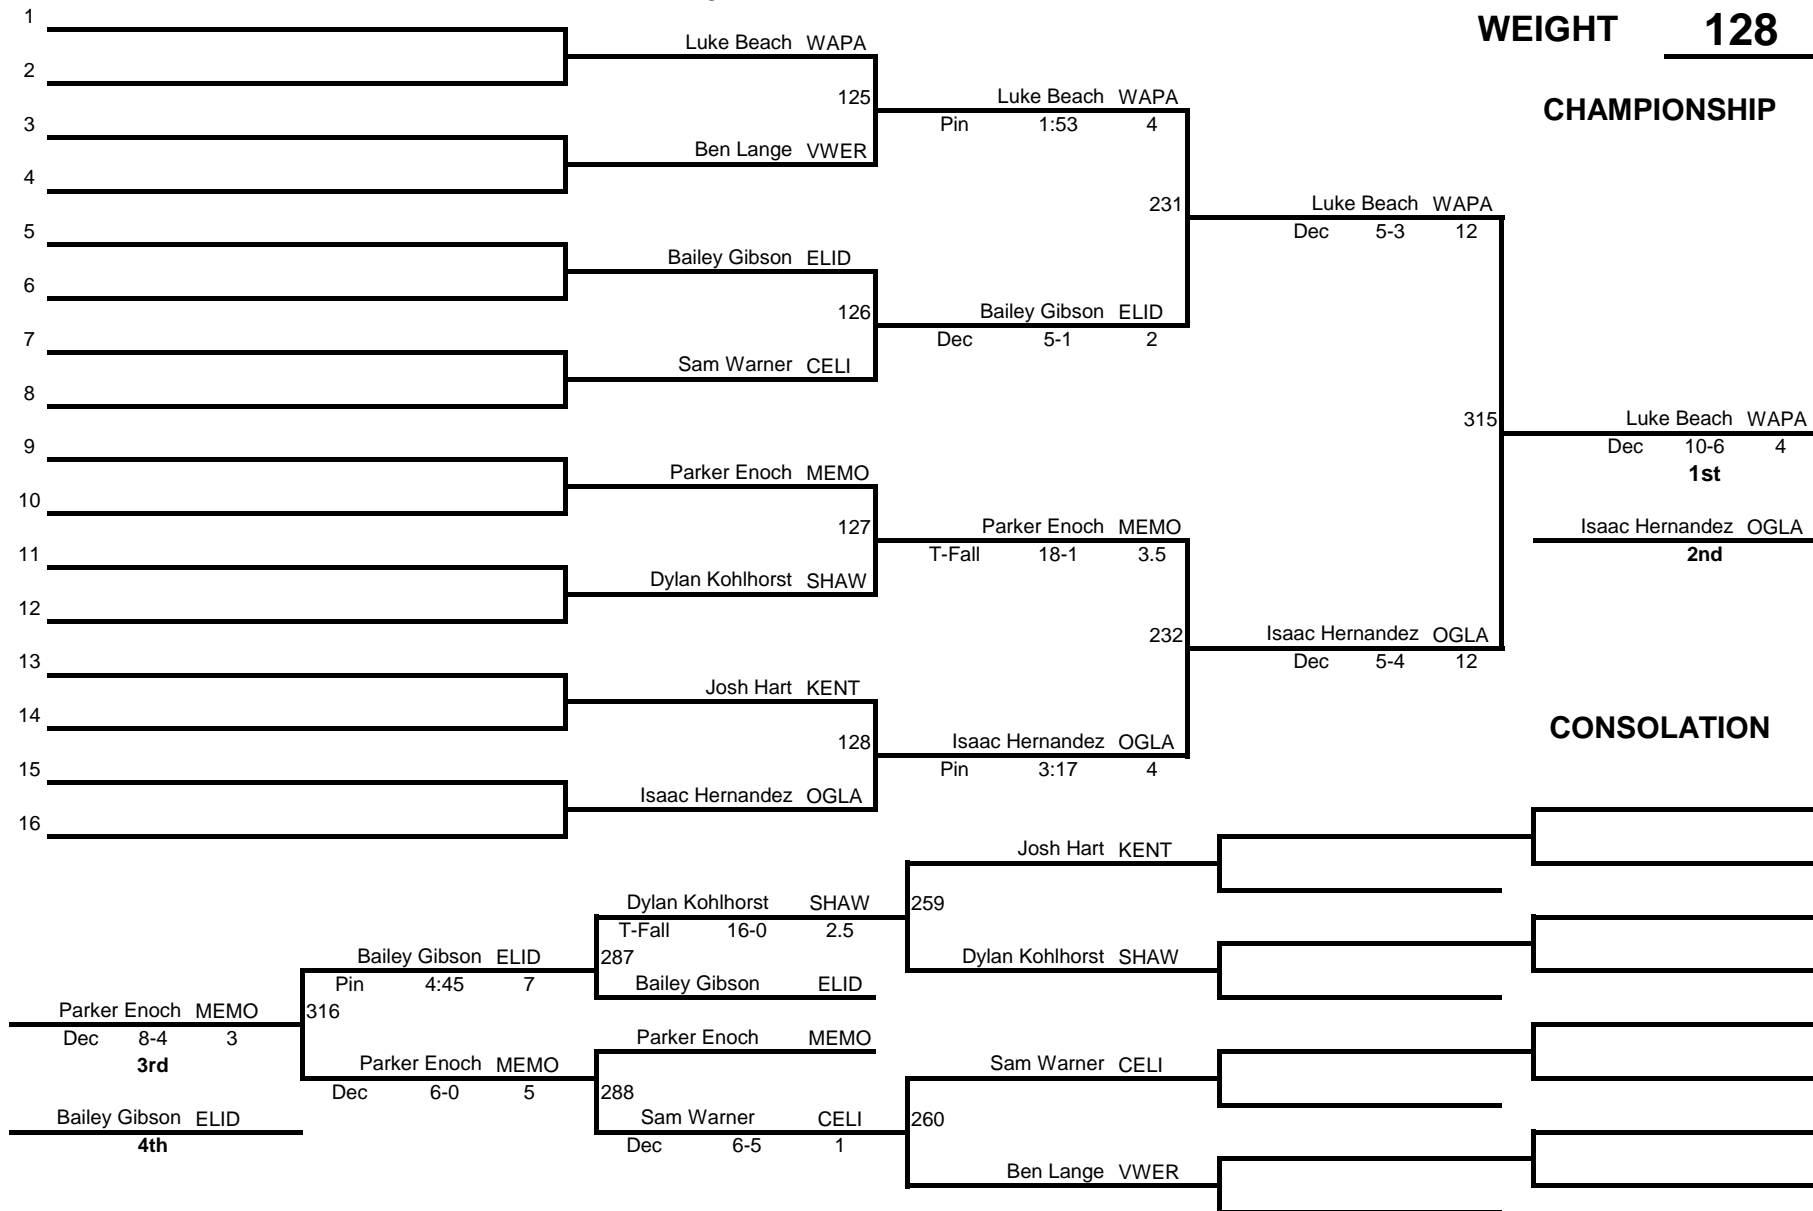 1
WEIGHT 128
Luke Beach WAPA
2
125
Luke Beach WAPA
CHAMPIONSHIP
Pin 1:53 4
3
Ben Lange VWER
4
231
Luke Beach WAPA
Dec 5-3 12
5
Bailey Gibson ELID
6
126
Bailey Gibson ELID
Dec 5-1 2
7
Sam Warner CELI
8
315
Luke Beach WAPA
Dec 10-6 4
1st
9
Parker Enoch MEMO
10
127
Parker Enoch MEMO
T-Fall 18-1 3.5
Isaac Hernandez OGLA
2nd
11
Dylan Kohlhorst SHAW
12
232
Isaac Hernandez OGLA
Dec 5-4 12
13
Josh Hart KENT
14
128
Isaac Hernandez OGLA
Pin 3:17 4
CONSOLATION
15
Isaac Hernandez OGLA
16
Josh Hart KENT
Dylan Kohlhorst SHAW
259
T-Fall 16-0 2.5
Bailey Gibson ELID
287
Dylan Kohlhorst SHAW
Pin 4:45 7
Bailey Gibson ELID
Parker Enoch MEMO
316
Dec 8-4 3
3rd
Parker Enoch MEMO
Parker Enoch MEMO
Sam Warner CELI
Dec 6-0 5
288
Bailey Gibson ELID
4th
Sam Warner CELI
260
Dec 6-5 1
Ben Lange VWER